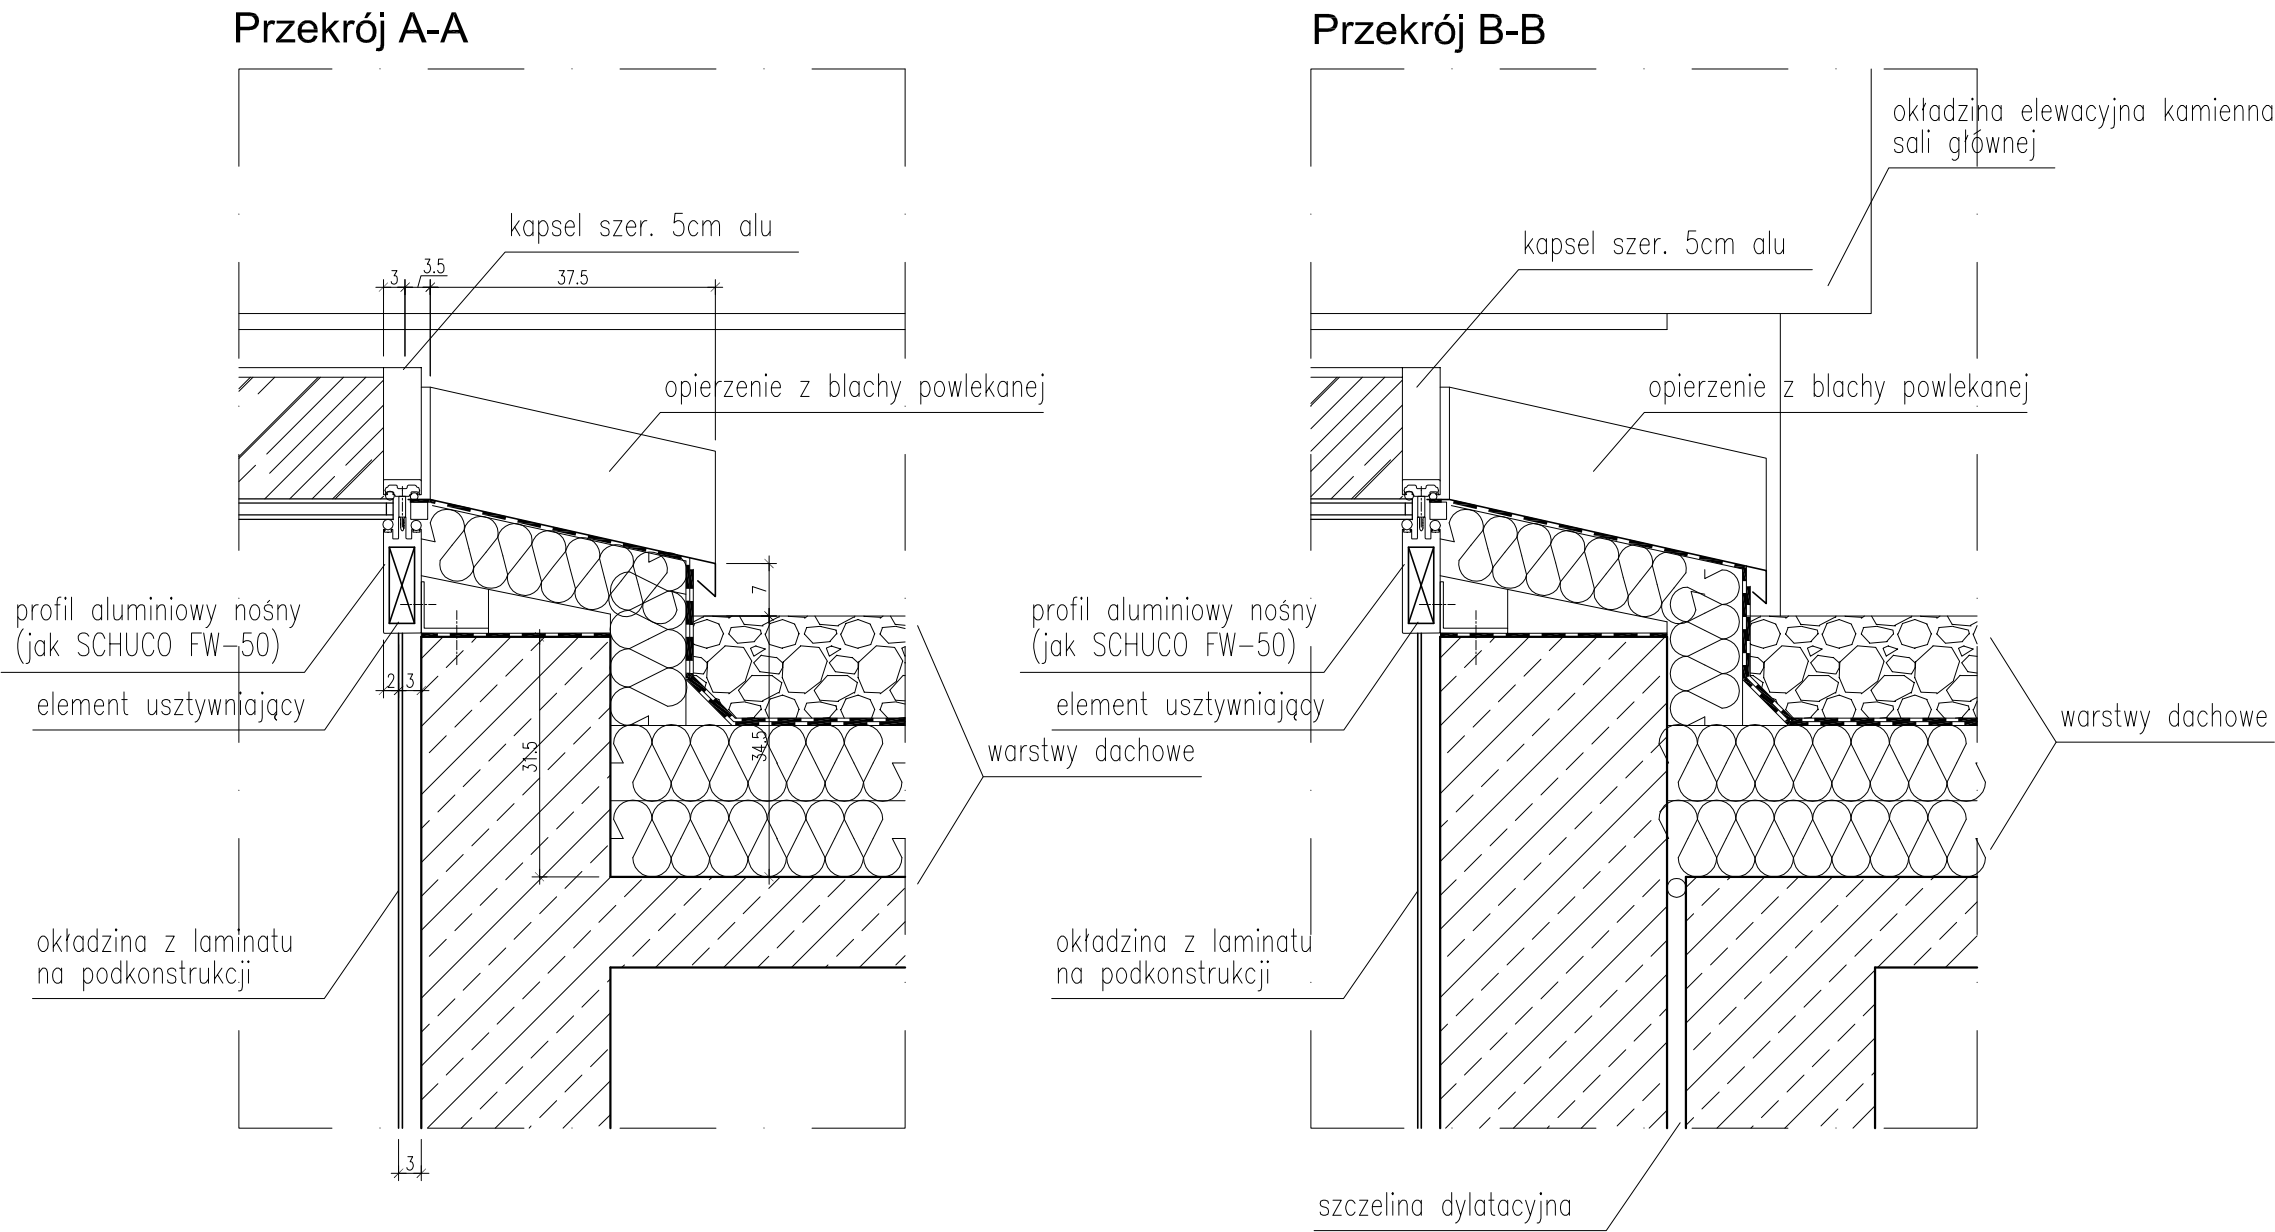 Przekrój A-A
kapsel szer. 5cm alu
3
3.5
37.5
opierzenie z blachy powlekanej
7
profil aluminiowy nośny
(jak SCHUCO FW-50)
2
3
element usztywniający
31.5
34.5
warstwy dachowe
okładzina z laminatu
na podkonstrukcji
3
Przekrój B-B
okładzina elewacyjna kamienna
sali głównej
kapsel szer. 5cm alu
opierzenie z blachy powlekanej
profil aluminiowy nośny
(jak SCHUCO FW-50)
element usztywniający
warstwy dachowe
okładzina z laminatu
na podkonstrukcji
szczelina dylatacyjna